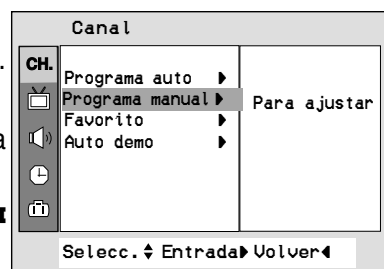 Canal
CH.
Programa auto
Programa manual
Favorito
Auto demo
Para ajustar
Selecc. Entrada Volver